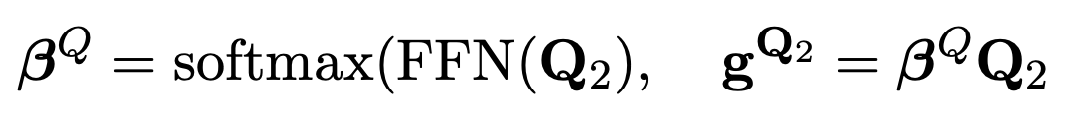 𝜷^Q = softmax(FFN(𝐐₂), 𝐠^{𝐐₂} = 𝜷^Q 𝐐₂